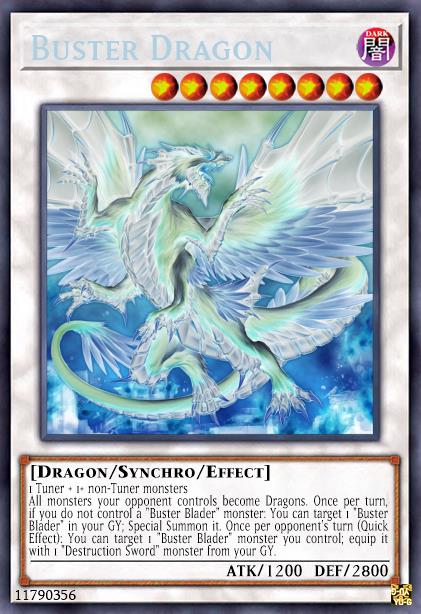 Buster Dragon
DARK
闇
[Dragon/Synchro/Effect]
1 Tuner + 1+ non-Tuner monsters
All monsters your opponent controls become Dragons. Once per turn,
if you do not control a "Buster Blader" monster: You can target 1 "Buster
Blader" in your GY; Special Summon it. Once per opponent's turn (Quick
Effect): You can target 1 "Buster Blader" monster you control; equip it
with 1 "Destruction Sword" monster from your GY.
ATK/1200 DEF/2800
11790356